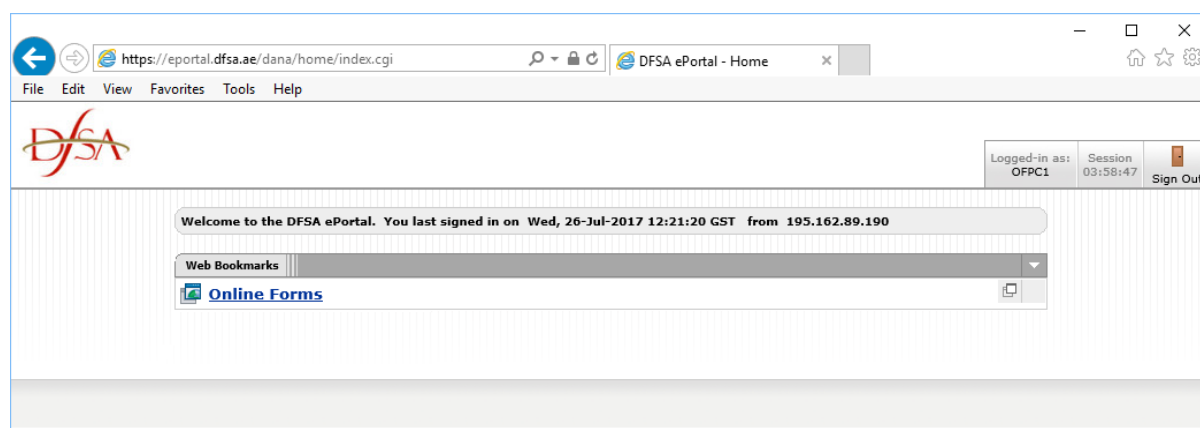 https://eportal.dfsa.ae/dana/home/index.cgi
DFSA ePortal - Home
File Edit View Favorites Tools Help
DFSA
Logged-in as:
OFPC1
Session
03:58:47
Sign Out
Welcome to the DFSA ePortal. You last signed in on Wed, 26-Jul-2017 12:21:20 GST from 195.162.89.190
Web Bookmarks
Online Forms